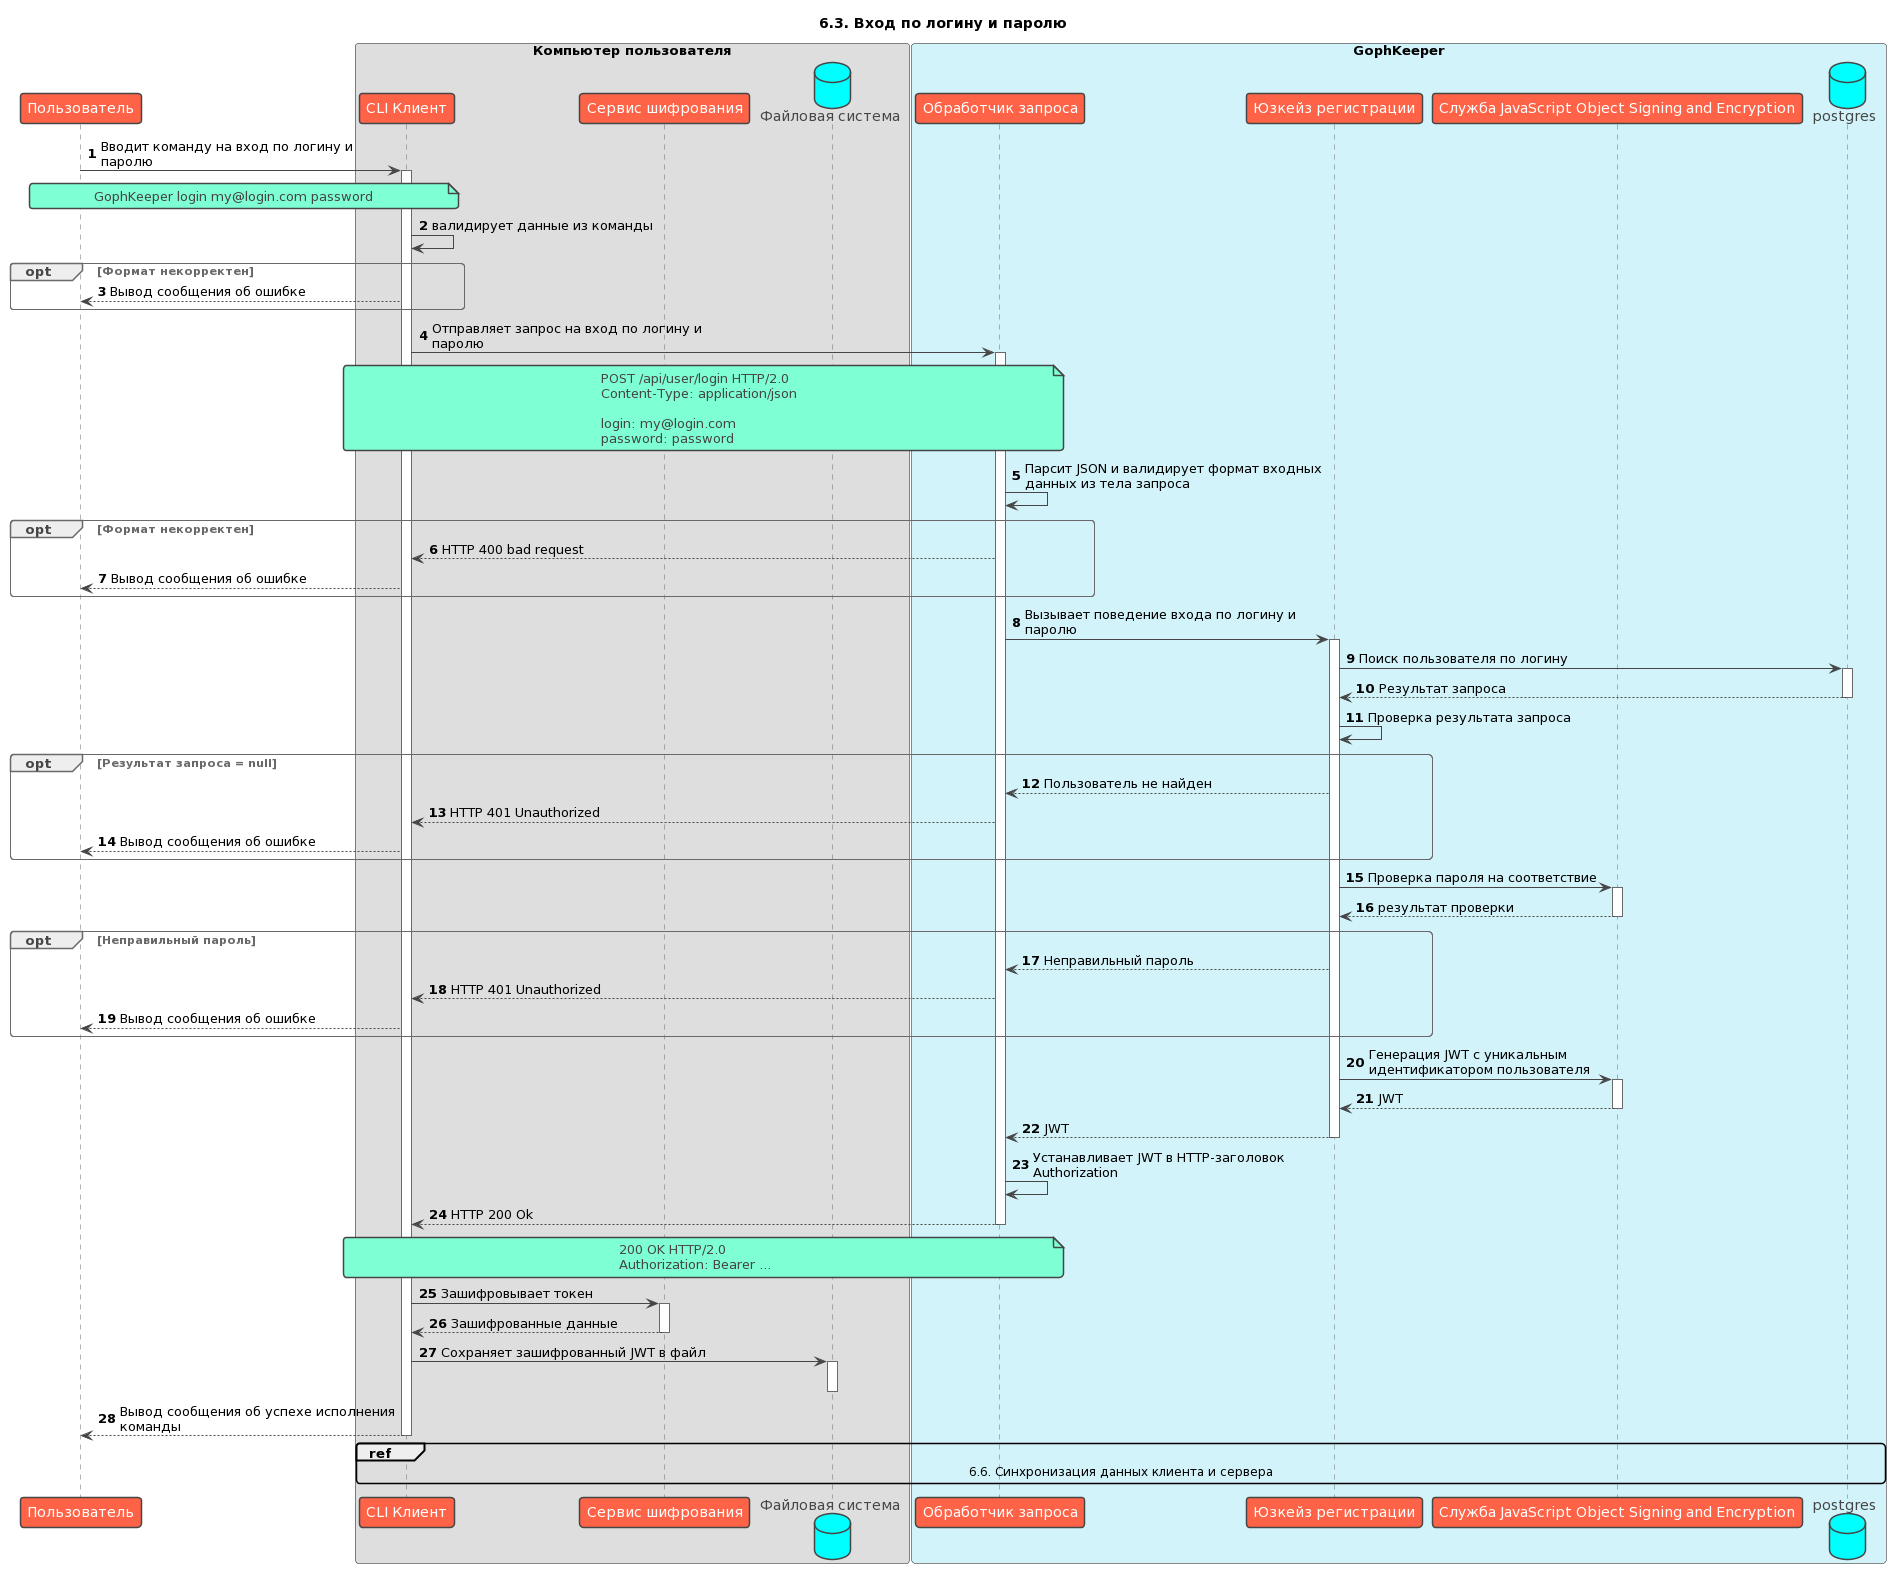 6.3. Вход по логину и паролю
Компьютер пользователя
GophKeeper
Пользователь
CLI Клиент
Сервис шифрования
Файловая система
Обработчик запроса
Юзкейз регистрации
Служба JavaScript Object Signing and Encryption
postgres
1 Вводит команду на вход по логину и
паролю
GophKeeper login my@login.com password
2 валидирует данные из команды
opt [Формат некорректен]
3 Вывод сообщения об ошибке
4 Отправляет запрос на вход по логину и
паролю
POST /api/user/login HTTP/2.0
Content-Type: application/json
login: my@login.com
password: password
5 Парсит JSON и валидирует формат входных
данных из тела запроса
opt [Формат некорректен]
6 HTTP 400 bad request
7 Вывод сообщения об ошибке
8 Вызывает поведение входа по логину и
паролю
9 Поиск пользователя по логину
10 Результат запроса
11 Проверка результата запроса
opt [Результат запроса = null]
12 Пользователь не найден
13 HTTP 401 Unauthorized
14 Вывод сообщения об ошибке
15 Проверка пароля на соответствие
16 результат проверки
opt [Неправильный пароль]
17 Неправильный пароль
18 HTTP 401 Unauthorized
19 Вывод сообщения об ошибке
20 Генерация JWT с уникальным
идентификатором пользователя
21 JWT
22 JWT
23 Устанавливает JWT в HTTP-заголовок
Authorization
24 HTTP 200 Ok
200 OK HTTP/2.0
Authorization: Bearer ...
25 Зашифровывает токен
26 Зашифрованные данные
27 Сохраняет зашифрованный JWT в файл
28 Вывод сообщения об успехе исполнения
команды
ref
6.6. Синхронизация данных клиента и сервера
Пользователь
CLI Клиент
Сервис шифрования
Файловая система
Обработчик запроса
Юзкейз регистрации
Служба JavaScript Object Signing and Encryption
postgres